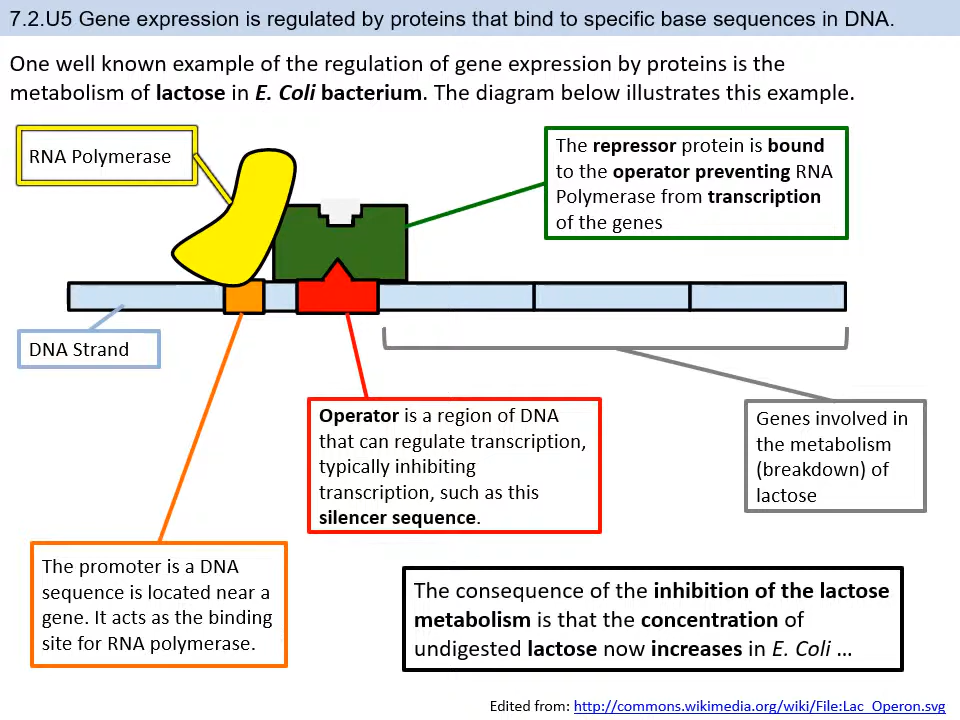 7.2.U5 Gene expression is regulated by proteins that bind to specific base sequences in DNA.
One well known example of the regulation of gene expression by proteins is the
metabolism of lactose in E. Coli bacterium. The diagram below illustrates this example.
RNA Polymerase
The repressor protein is bound
to the operator preventing RNA
Polymerase from transcription
of the genes
DNA Strand
Operator is a region of DNA
that can regulate transcription,
typically inhibiting
transcription, such as this
silencer sequence.
Genes involved in
the metabolism
(breakdown) of
lactose
The promoter is a DNA
sequence is located near a
gene. It acts as the binding
site for RNA polymerase.
The consequence of the inhibition of the lactose
metabolism is that the concentration of
undigested lactose now increases in E. Coli …
Edited from: http://commons.wikimedia.org/wiki/File:Lac_Operon.svg